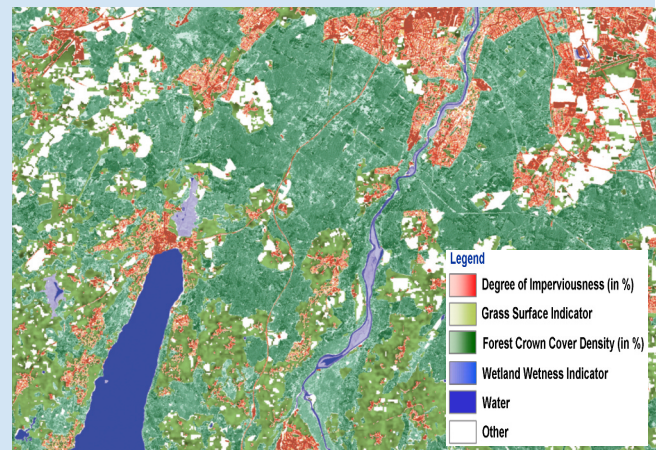 Legend
Degree of Imperviousness (in %)
Grass Surface Indicator
Forest Crown Cover Density (in %)
Wetland Wetness Indicator
Water
Other